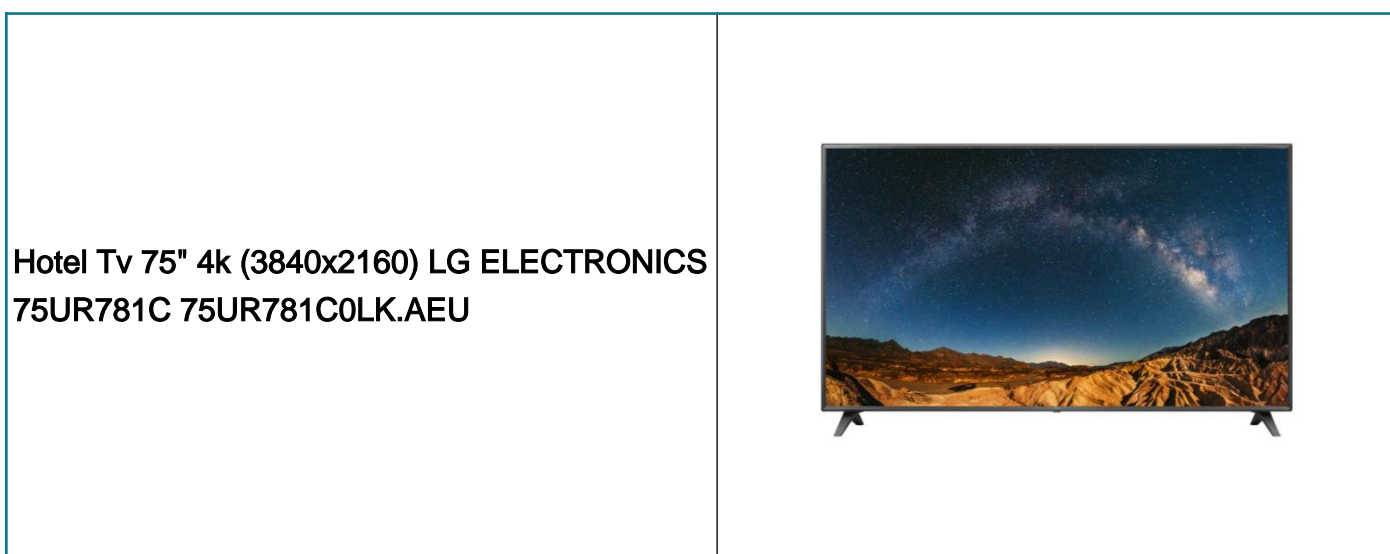 Hotel Tv 75" 4k (3840x2160) LG ELECTRONICS
75UR781C 75UR781C0LK.AEU